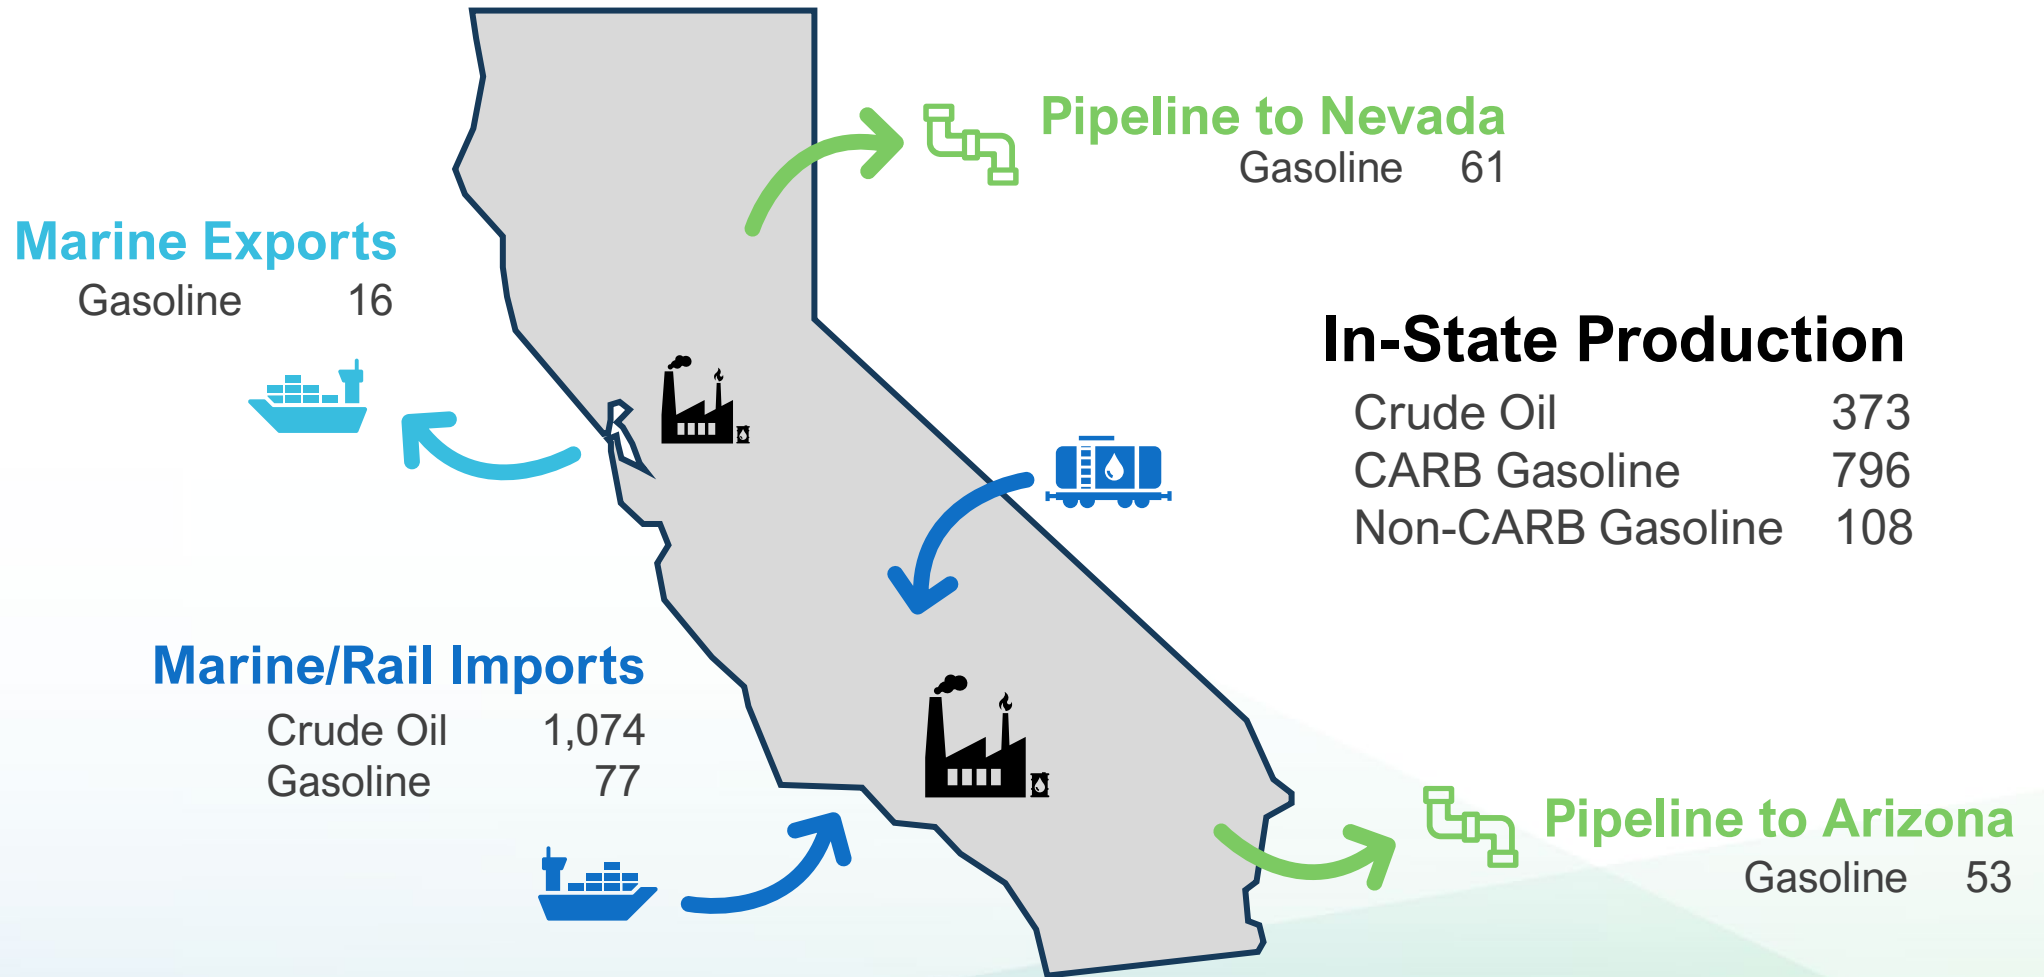 Pipeline to Nevada
Gasoline 61
Marine Exports
Gasoline 16
In-State Production
Crude Oil 373
CARB Gasoline 796
Non-CARB Gasoline 108
Marine/Rail Imports
Crude Oil 1,074
Gasoline 77
Pipeline to Arizona
Gasoline 53